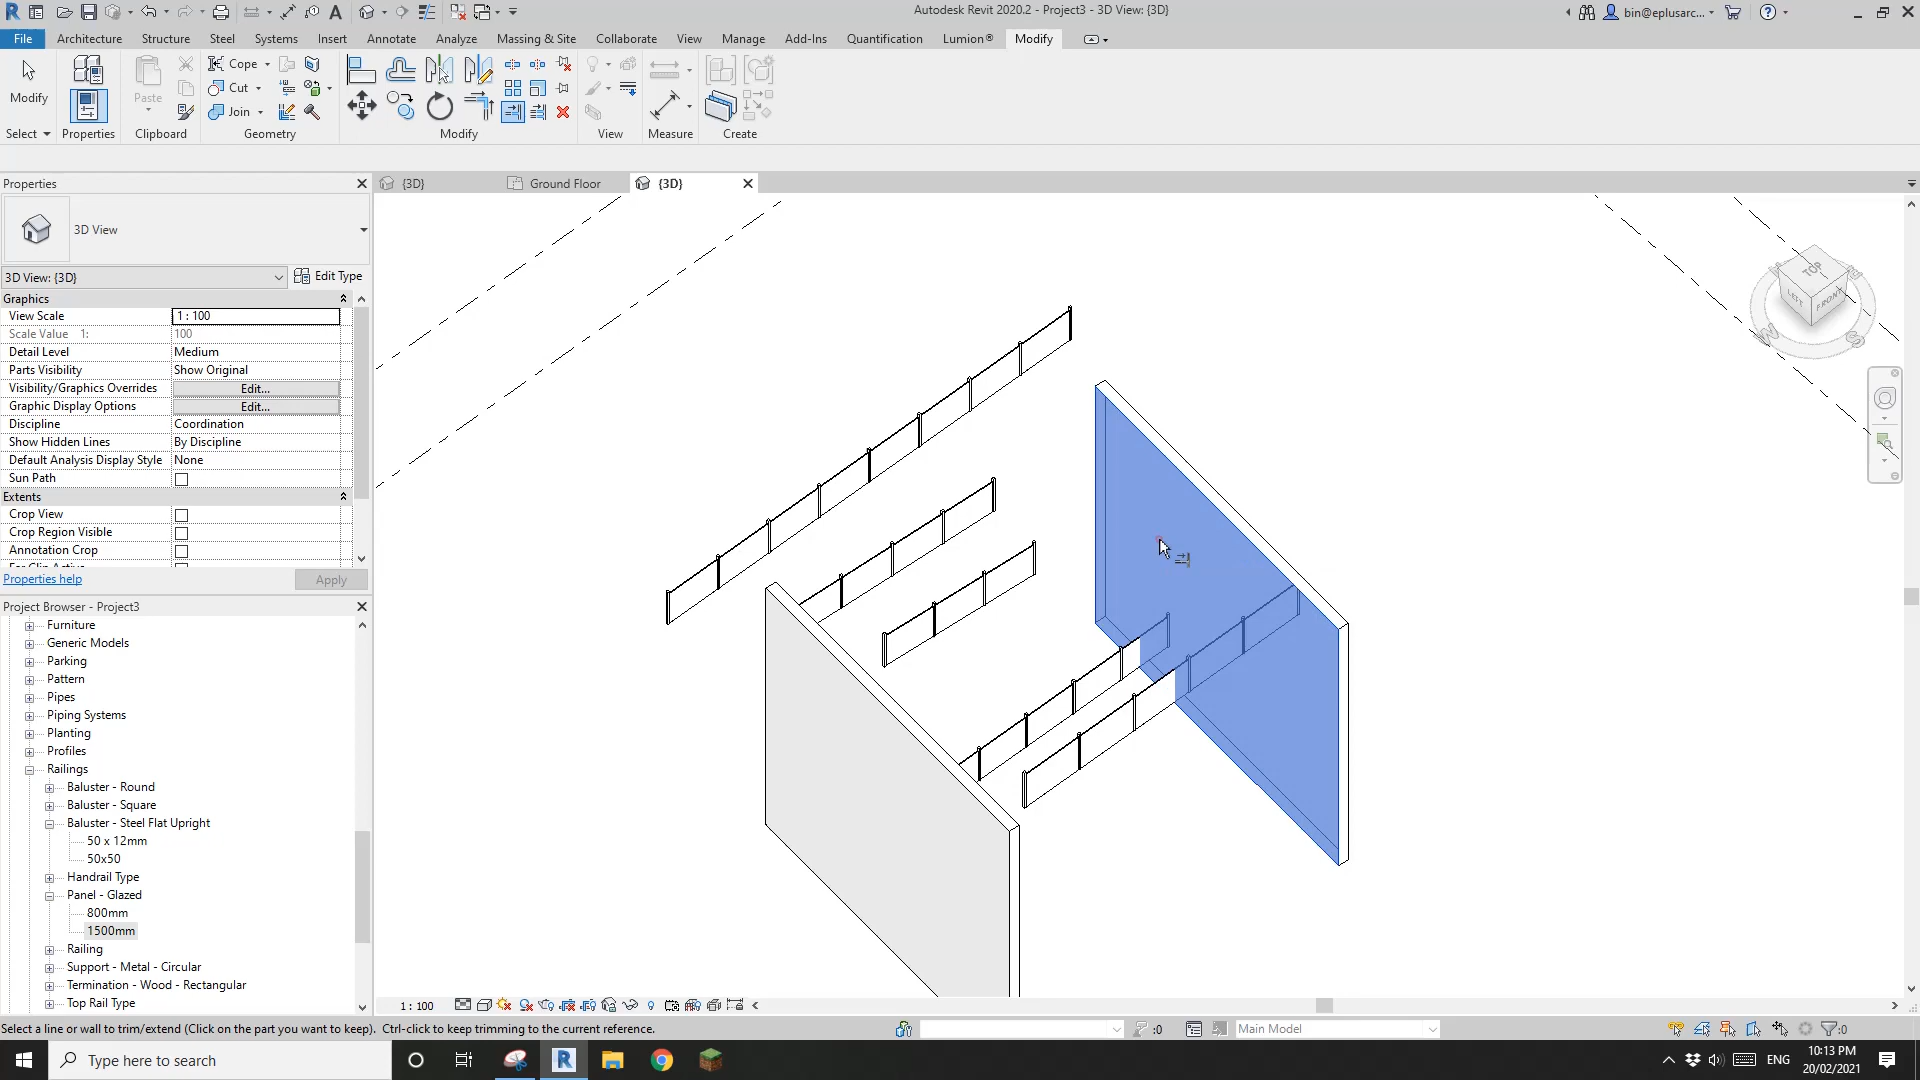 Autodesk Revit 2020.2 - Project3 - 3D View: {3D}
bin@eplusarc...
File
Architecture
Structure
Steel
Systems
Insert
Annotate
Analyze
Massing & Site
Collaborate
View
Manage
Add-Ins
Quantification
Lumion®
Modify
Modify
Paste
Cope
Cut
Join
Select
Properties
Clipboard
Geometry
Modify
View
Measure
Create
Properties
{3D}
Ground Floor
{3D}
3D View
3D View: {3D}
Edit Type
Graphics
View Scale
1 : 100
Scale Value 1:
100
Detail Level
Medium
Parts Visibility
Show Original
Visibility/Graphics Overrides
Edit...
Graphic Display Options
Edit...
Discipline
Coordination
Show Hidden Lines
By Discipline
Default Analysis Display Style
None
Sun Path
Extents
Crop View
Crop Region Visible
Annotation Crop
Properties help
Apply
TOP
LEFT
FRONT
W
S
Project Browser - Project3
Furniture
Generic Models
Parking
Pattern
Pipes
Piping Systems
Planting
Profiles
Railings
Baluster - Round
Baluster - Square
Baluster - Steel Flat Upright
50 x 12mm
50x50
Handrail Type
Panel - Glazed
800mm
1500mm
Railing
Support - Metal - Circular
Termination - Wood - Rectangular
Top Rail Type
1 : 100
Select a line or wall to trim/extend (Click on the part you want to keep). Ctrl-click to keep trimming to the current reference.
:0
Main Model
:0
Type here to search
ENG
10:13 PM
20/02/2021